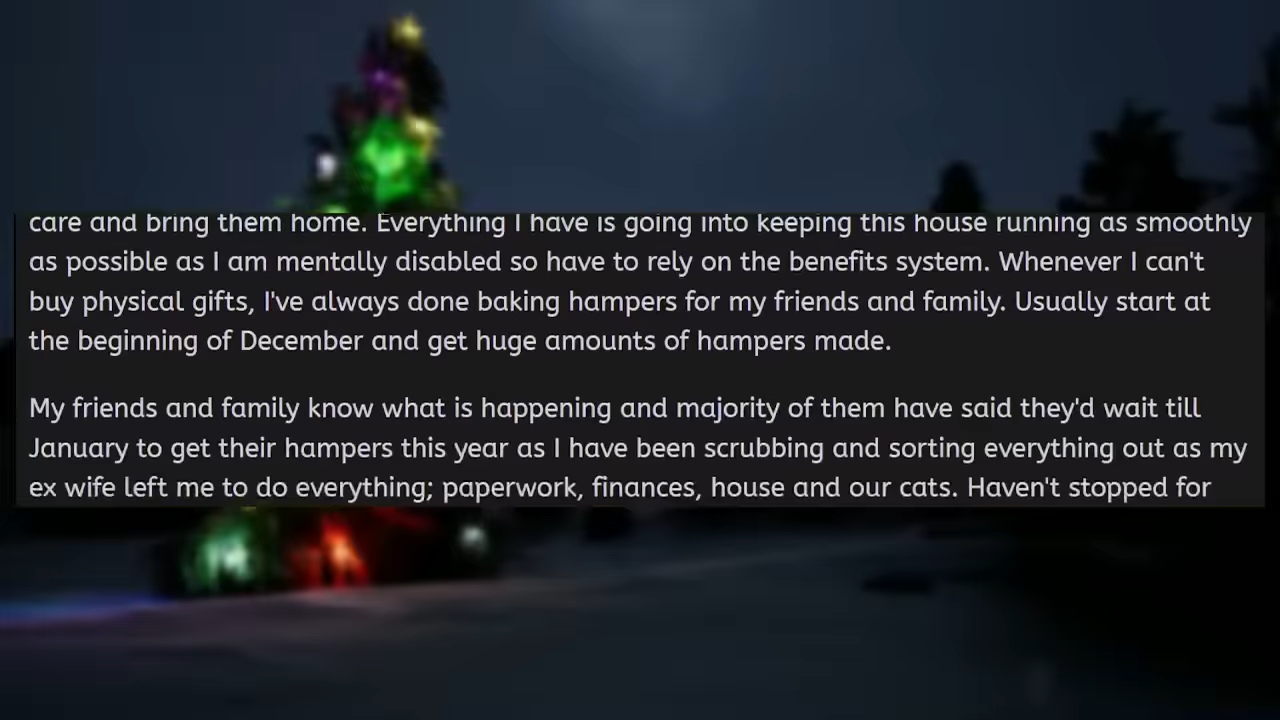 care and bring them home. Everything I have is going into keeping this house running as smoothly
as possible as I am mentally disabled so have to rely on the benefits system. Whenever I can't
buy physical gifts, I've always done baking hampers for my friends and family. Usually start at
the beginning of December and get huge amounts of hampers made.
My friends and family know what is happening and majority of them have said they'd wait till
January to get their hampers this year as I have been scrubbing and sorting everything out as my
ex wife left me to do everything; paperwork, finances, house and our cats. Haven't stopped for